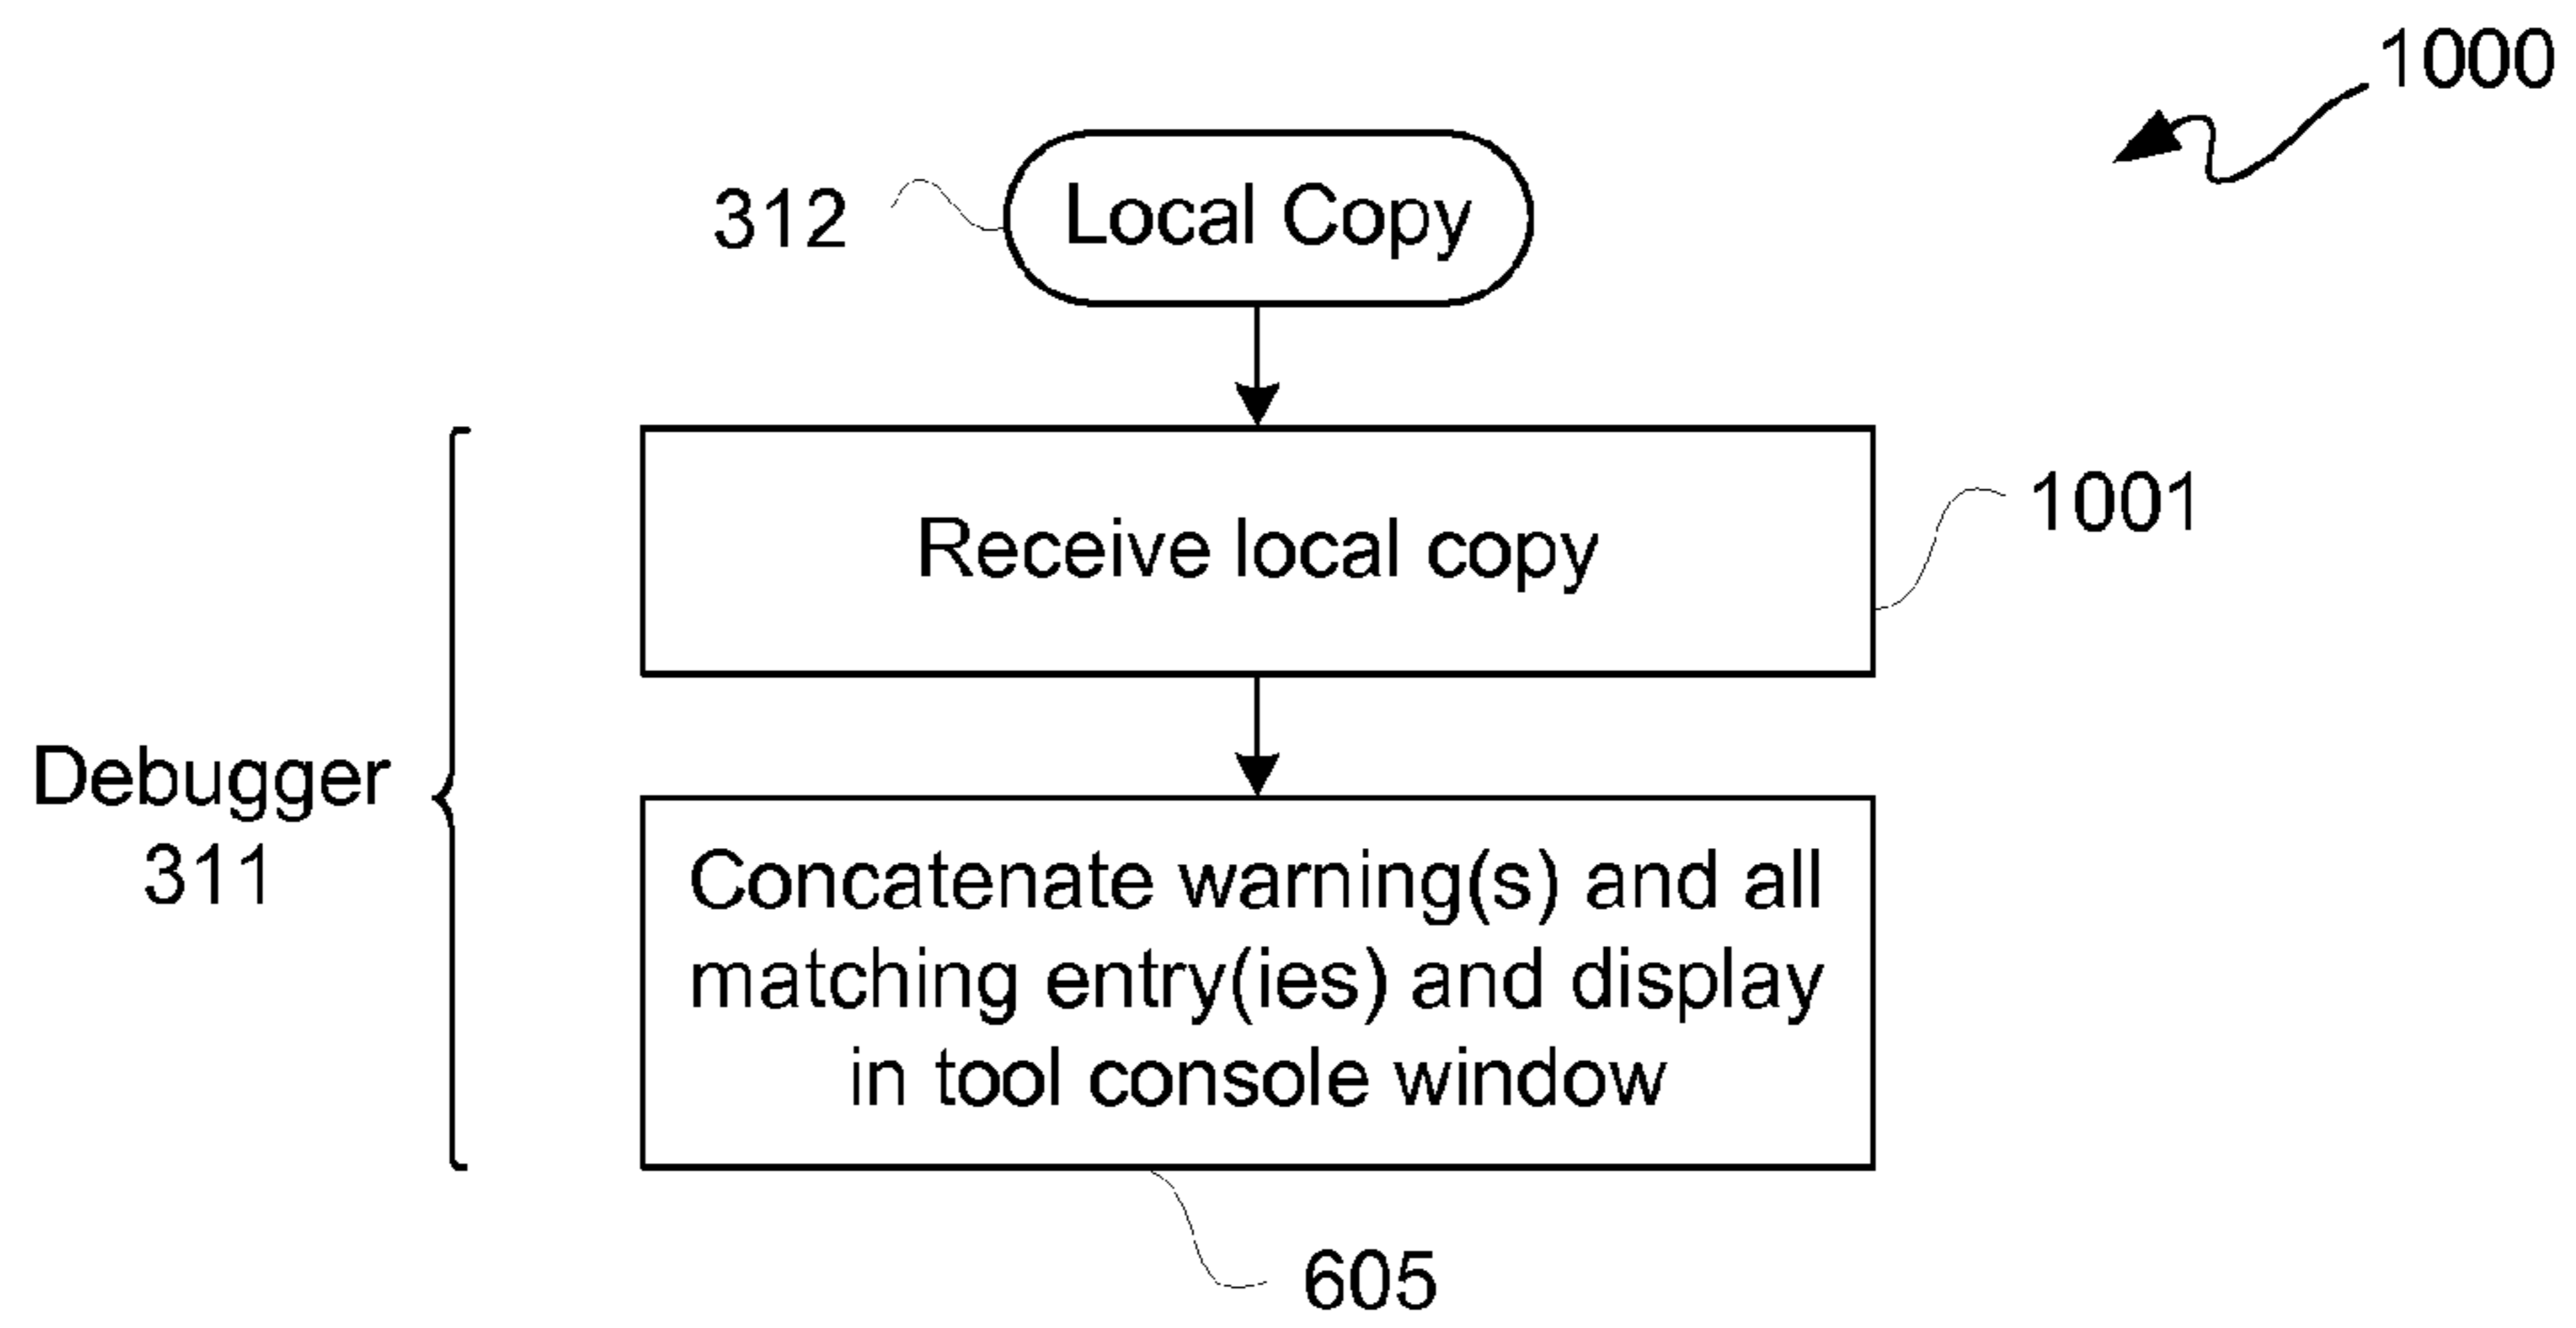 1000
312
Local Copy
Receive local copy
1001
Debugger
311
Concatenate warning(s) and all
matching entry(ies) and display
in tool console window
605